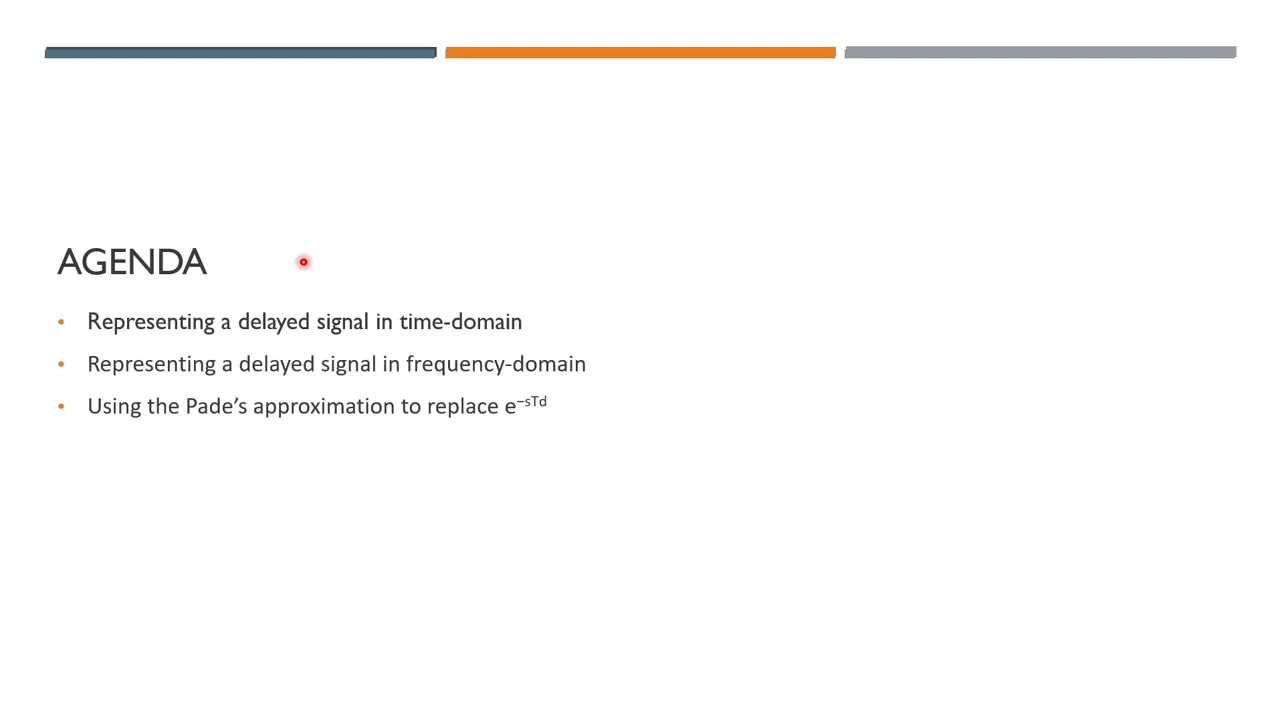 AGENDA
• Representing a delayed signal in time-domain
• Representing a delayed signal in frequency-domain
• Using the Pade’s approximation to replace e⁻ˢᵀᵈ